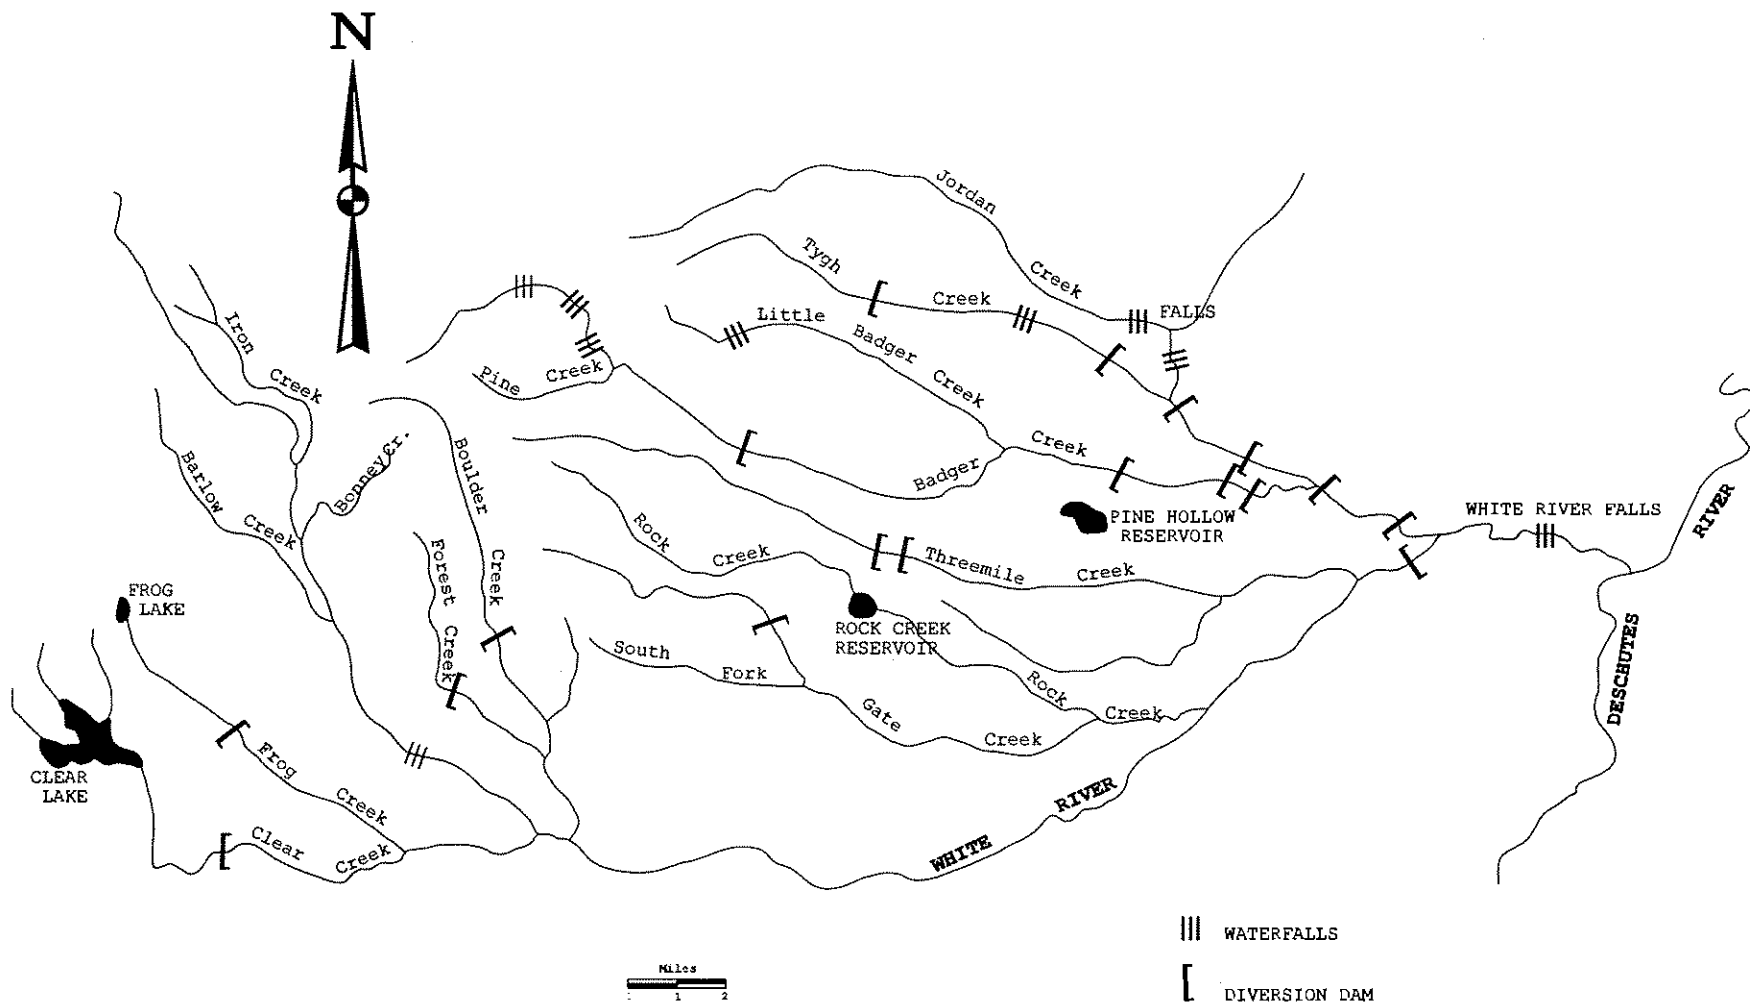 N
Jordan
Creek
FALLS
Tygh
Creek
Little
Badger
Creek
Iron
Creek
Pine
Creek
Barlow
Creek
Bonney Cr.
Boulder
Creek
Forest
Creek
Badger
Creek
PINE HOLLOW
RESERVOIR
WHITE RIVER FALLS
RIVER
DESCHUTES
Rock
Creek
Threemile
Creek
FROG
LAKE
ROCK CREEK
RESERVOIR
South
Fork
Gate
Creek
Rock
Creek
CLEAR
LAKE
Frog
Creek
Clear
Creek
WHITE
RIVER
WATERFALLS
DIVERSION DAM
Miles
1 2